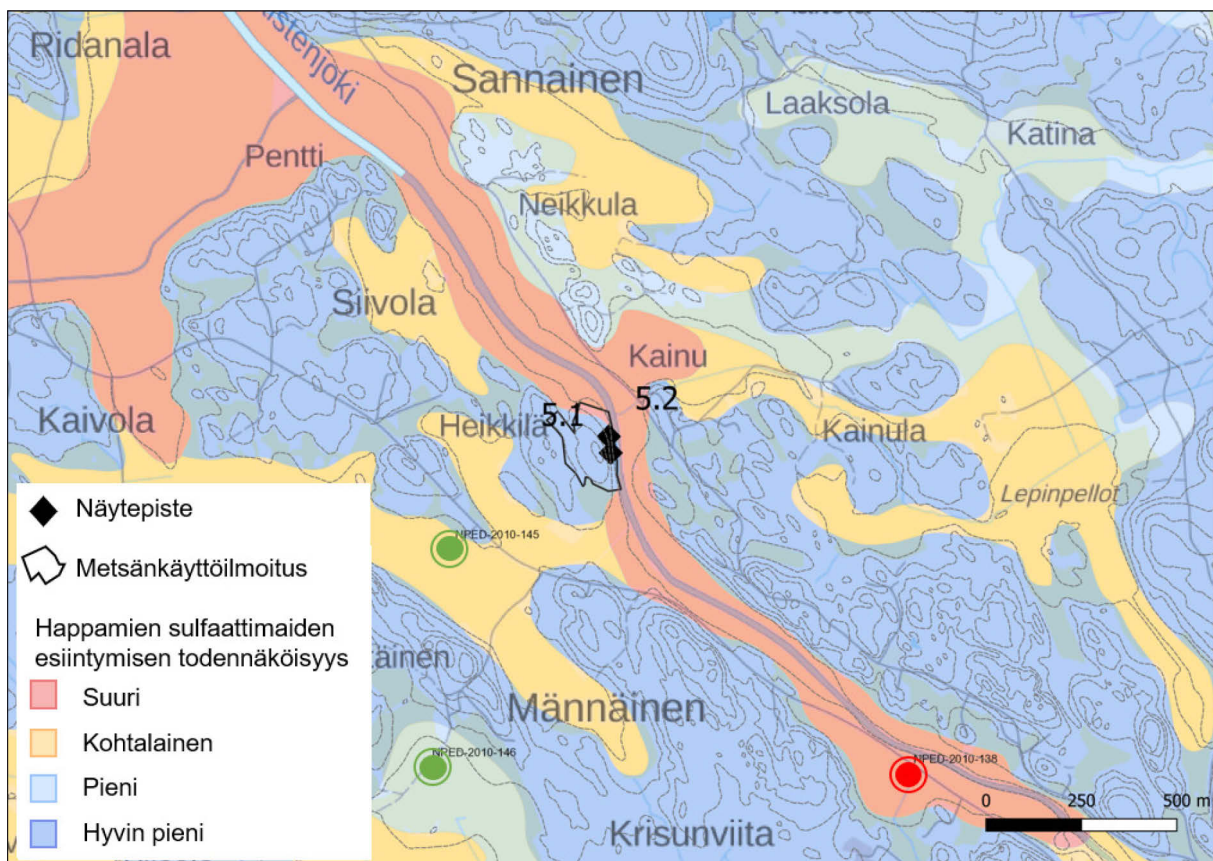 Ridanala
stenjoki
Sannainen
Laaksola
Katina
Pentti
Neikkula
Siivola
Kainu
5.2
5.1
Kaivola
Heikkilä
Kainula
Lepinpellot
Näytepiste
NPED-2010-145
Metsänkäyttöilmoitus
Happamien sulfaattimaiden
esiintymisen todennäköisyys
ainen
Suuri
Männäinen
Kohtalainen
NPED-2010-146
NPED-2010-138
Pieni
0 250 500 m
Hyvin pieni
Krisunviita